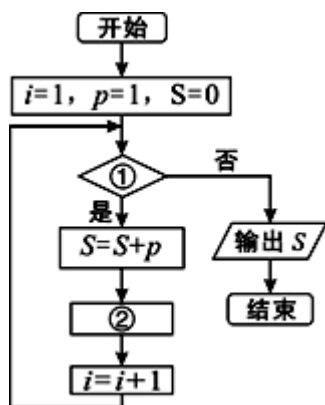 开始
i=1，p=1，S=0
①
否
是
S=S+p
输出 S
②
结束
i=i+1